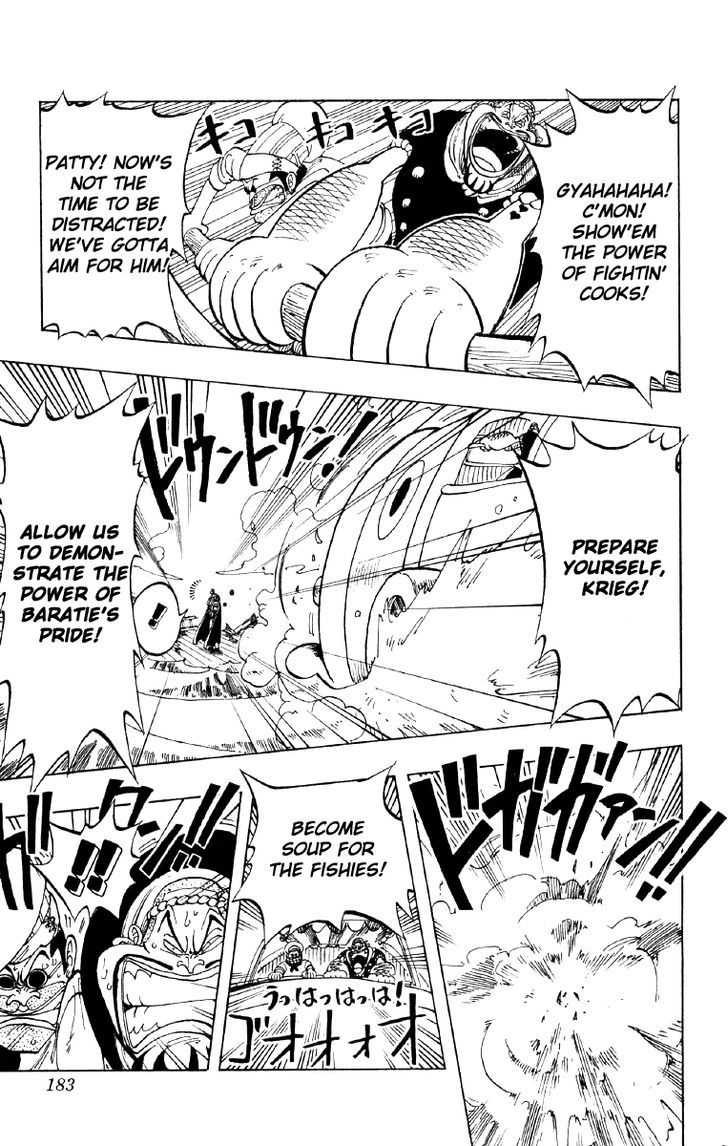 GYAHAHAHA!
C'MON!
SHOW'EM
THE POWER
OF FIGHTIN'
COOKS!
キコ キコ キコ
PATTY! NOW'S
NOT THE
TIME TO BE
DISTRACTED!
WE'VE GOTTA
AIM FOR HIM!
PREPARE
YOURSELF,
KRIEG!
ドウンドウン!
!
ALLOW US
TO DEMON-
STRATE THE
POWER OF
BARATIE'S
PRIDE!
ドガガァン!!
BECOME
SOUP FOR
THE FISHIES!
うっはっはっは!
ゴオォォオ
!!
!!
183